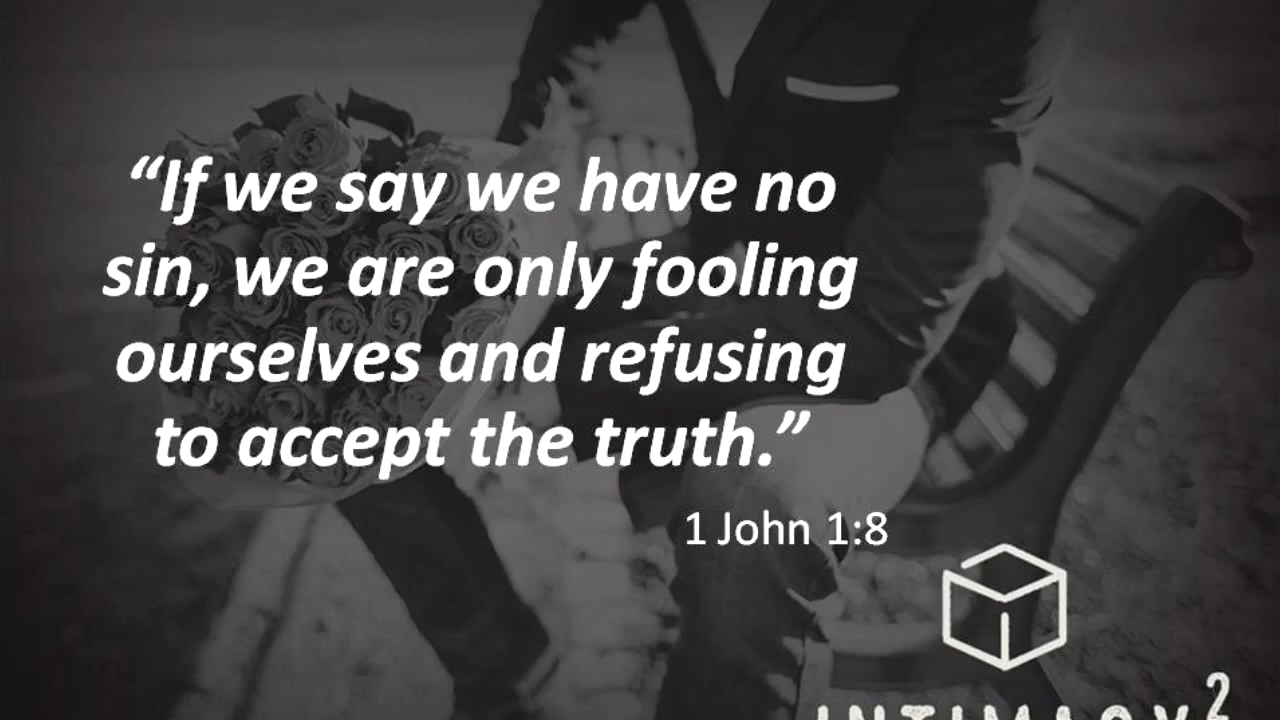 “If we say we have no
sin, we are only fooling
ourselves and refusing
to accept the truth.”
1 John 1:8
INTIMACY²